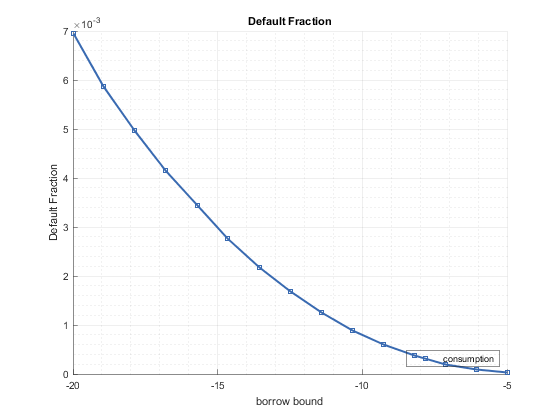 Default Fraction
×10-3
7
6
5
4
3
2
1
0
Default Fraction
consumption
-20 -15 -10 -5
borrow bound